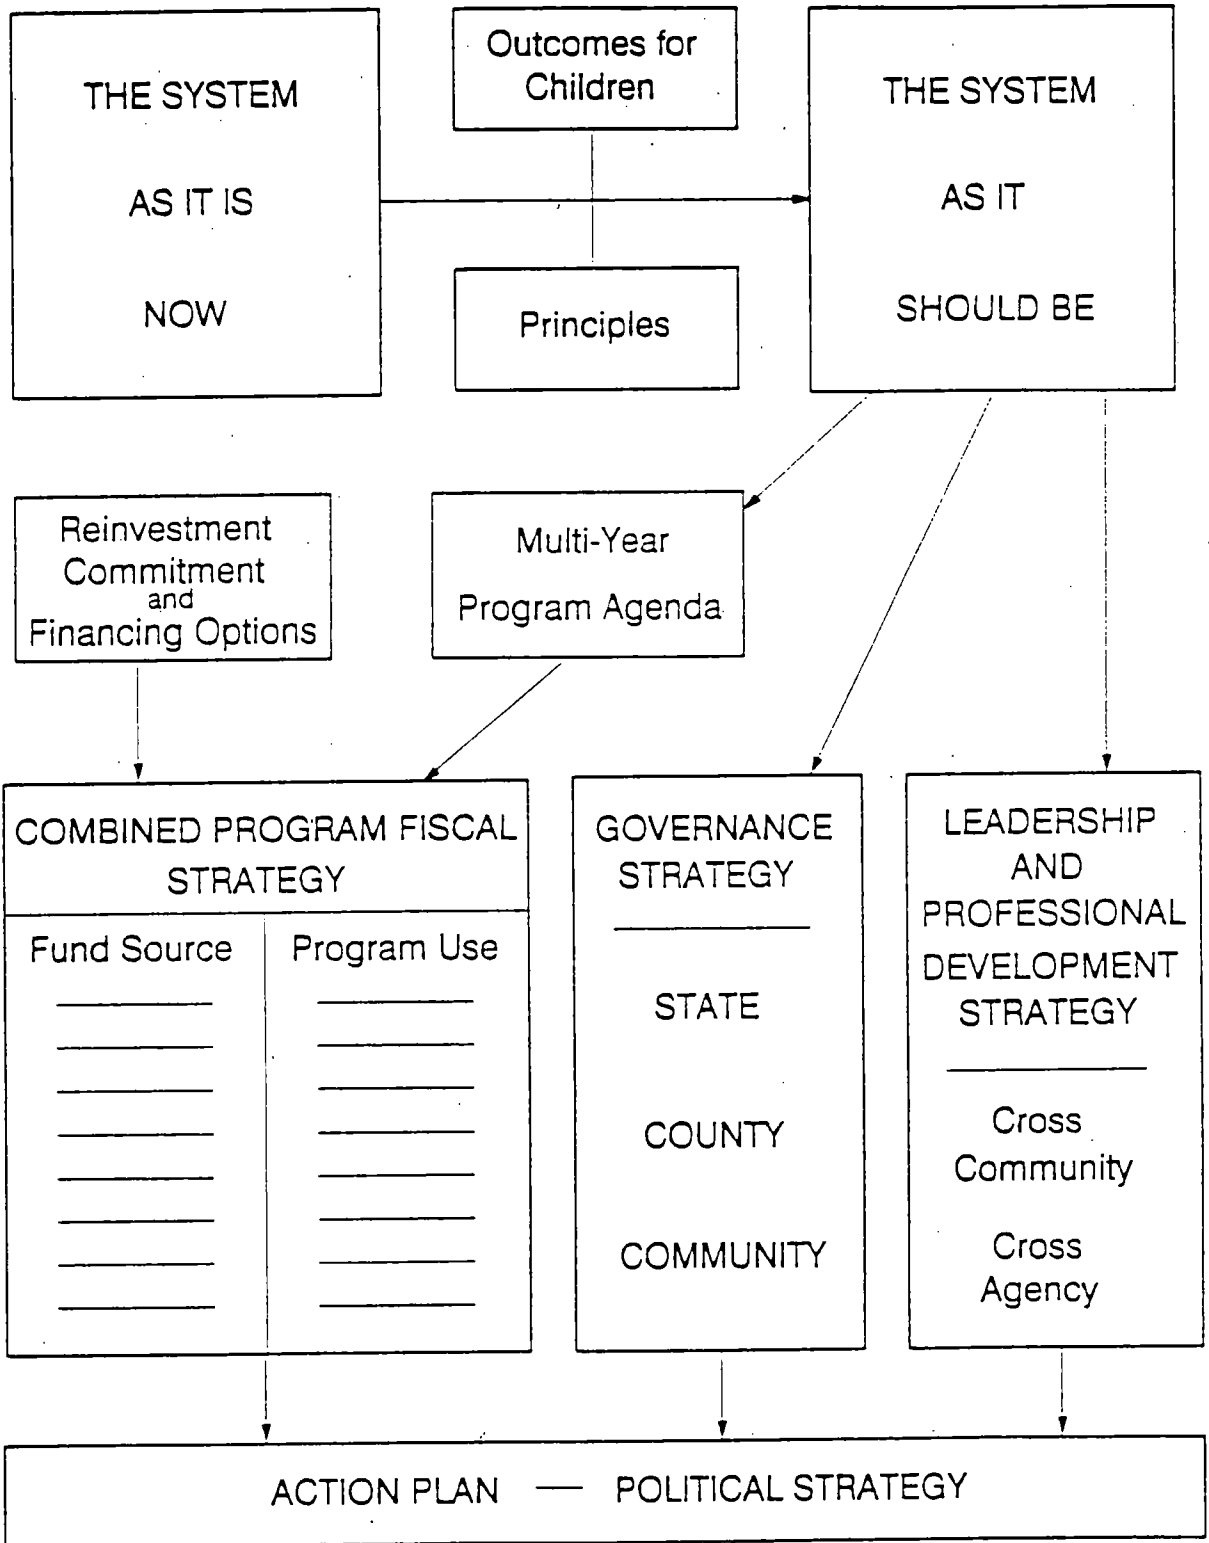 THE SYSTEM
AS IT IS
NOW
Outcomes for
Children
Principles
THE SYSTEM
AS IT
SHOULD BE
Reinvestment
Commitment
and
Financing Options
Multi-Year
Program Agenda
COMBINED PROGRAM FISCAL
STRATEGY
Fund Source
Program Use
GOVERNANCE
STRATEGY
STATE
COUNTY
COMMUNITY
LEADERSHIP
AND
PROFESSIONAL
DEVELOPMENT
STRATEGY
Cross
Community
Cross
Agency
ACTION PLAN — POLITICAL STRATEGY